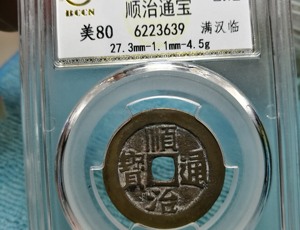 BCCN
顺治通宝
美80 6223639 满汉临
27.3mm-1.1mm-4.5g
順
寶 通
治